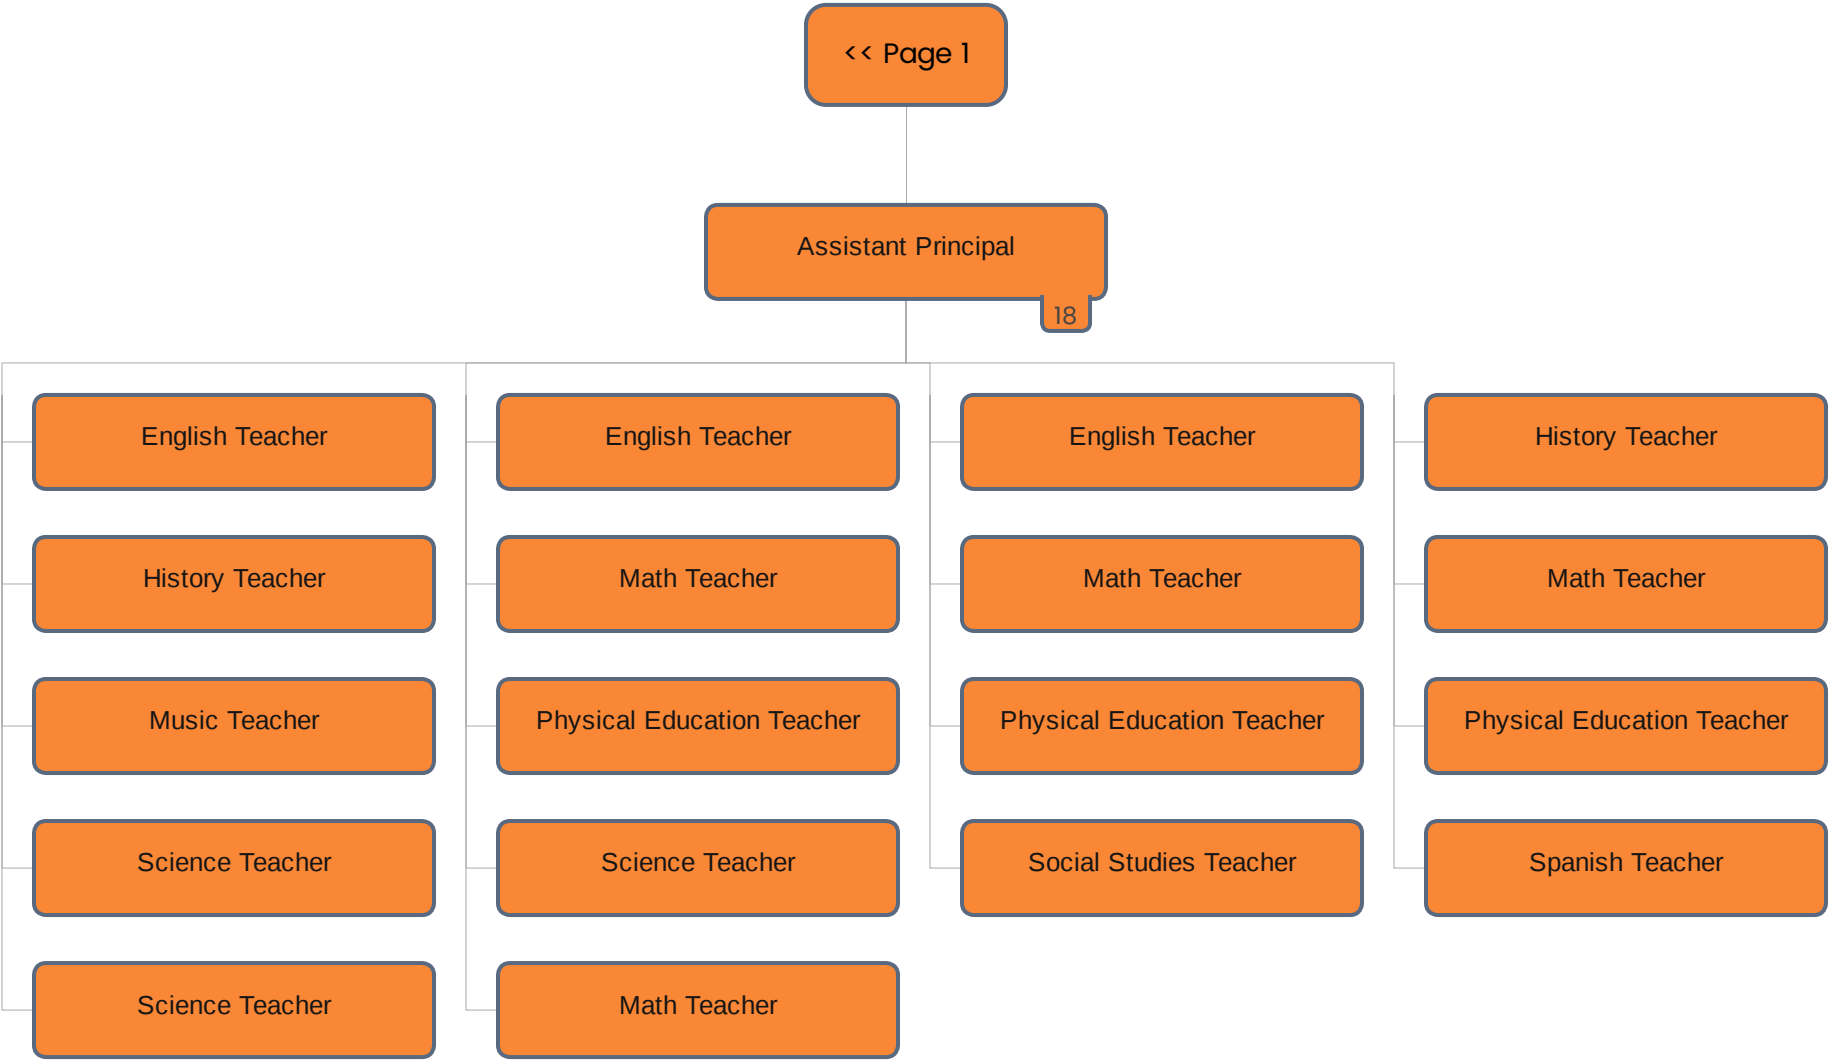 << Page 1
Assistant Principal
18
English Teacher
English Teacher
English Teacher
History Teacher
History Teacher
Math Teacher
Math Teacher
Math Teacher
Music Teacher
Physical Education Teacher
Physical Education Teacher
Physical Education Teacher
Science Teacher
Science Teacher
Social Studies Teacher
Spanish Teacher
Science Teacher
Math Teacher